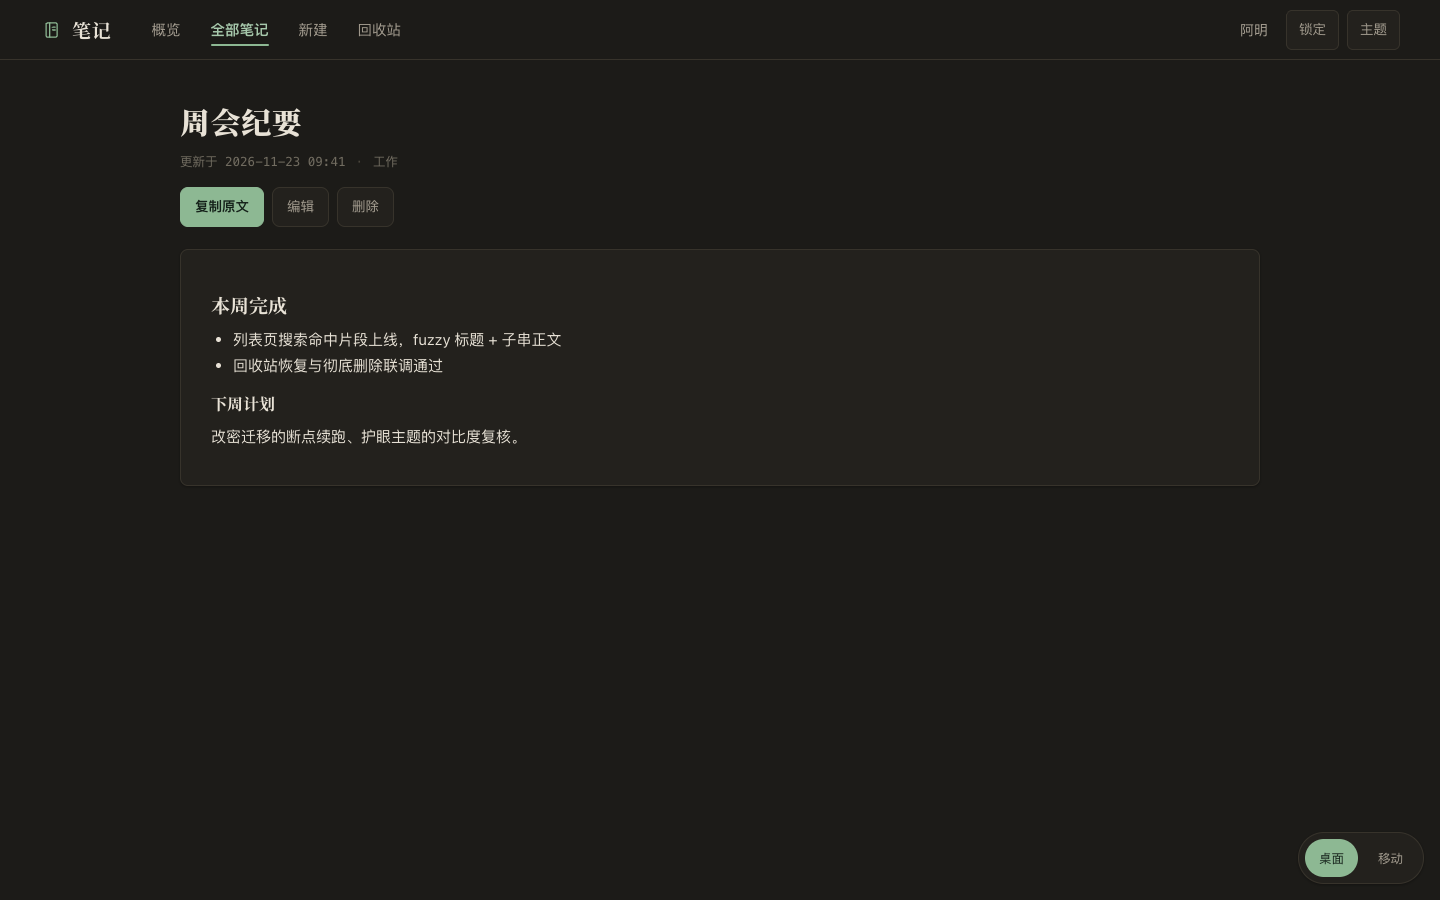 笔记 概览 全部笔记 新建 回收站 阿明 锁定 主题
周会纪要
更新于 2026-11-23 09:41 · 工作
复制原文 编辑 删除
本周完成
• 列表页搜索命中片段上线，fuzzy 标题 + 子串正文
• 回收站恢复与彻底删除联调通过
下周计划
改密迁移的断点续跑、护眼主题的对比度复核。
桌面 移动